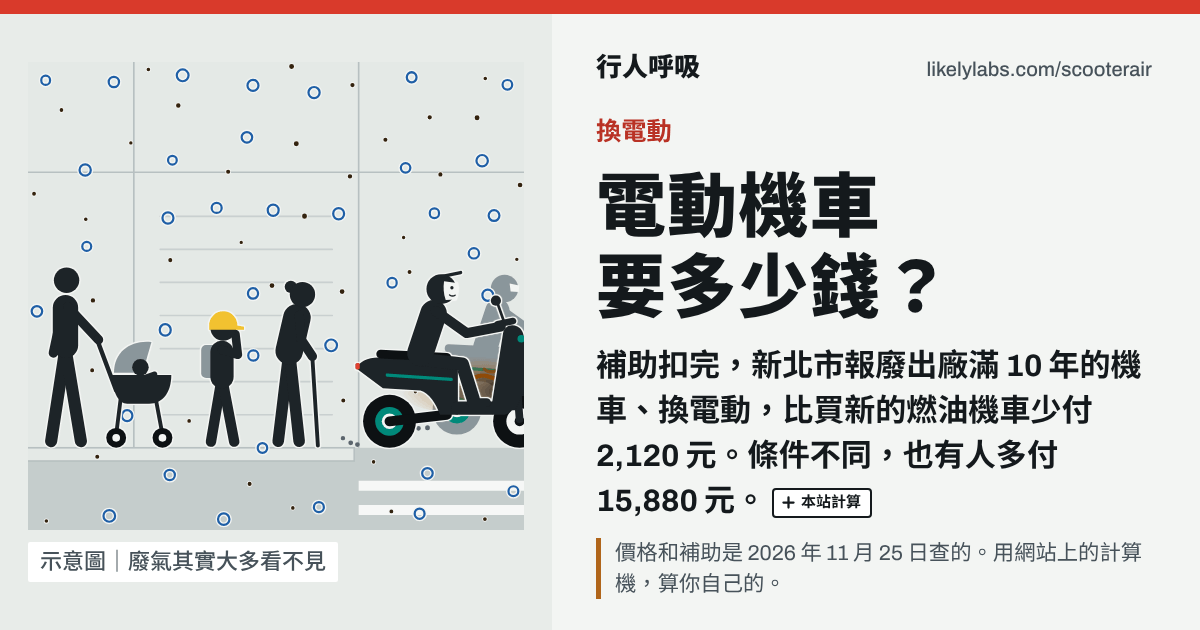 行人呼吸
likelylabs.com/scooterair
換電動
電動機車
要多少錢？
補助扣完，新北市報廢出廠滿 10 年的機
車、換電動，比買新的燃油機車少付
2,120 元。條件不同，也有人多付
15,880 元。 + 本站計算
價格和補助是 2026 年 11 月 25 日查的。用網站上的計算
機，算你自己的。
示意圖｜廢氣其實大多看不見